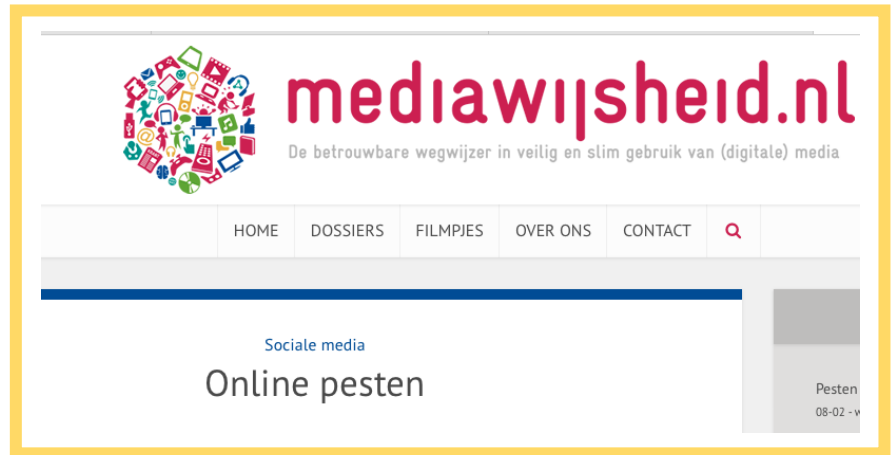 mediawijsheid.nl
De betrouwbare wegwijzer in veilig en slim gebruik van (digitale) media
HOME DOSSIERS FILMPJES OVER ONS CONTACT
Sociale media
Online pesten
Pesten
08-02 -